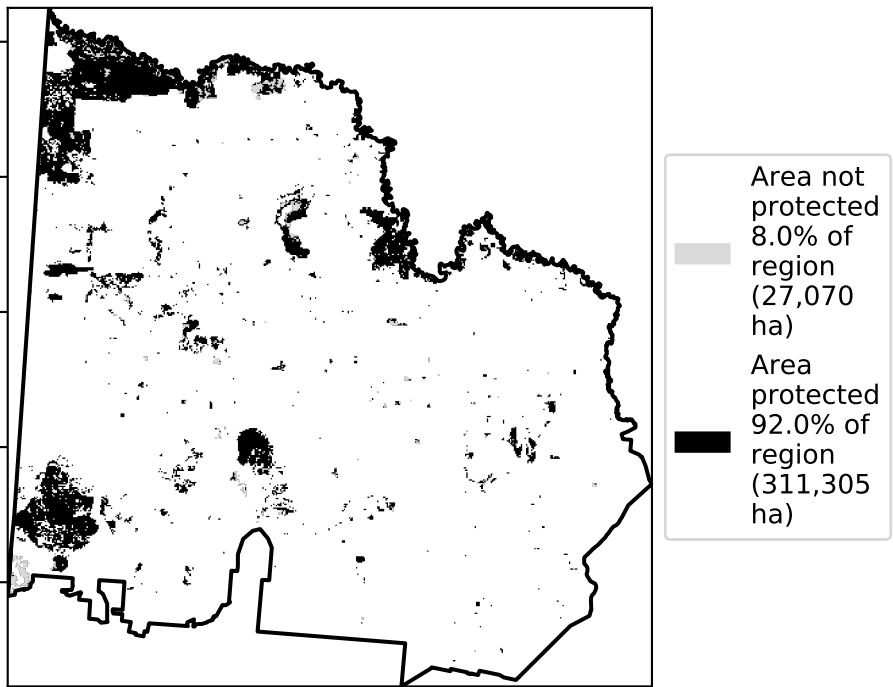 Area not
protected
8.0% of
region
(27,070
ha)
Area
protected
92.0% of
region
(311,305
ha)